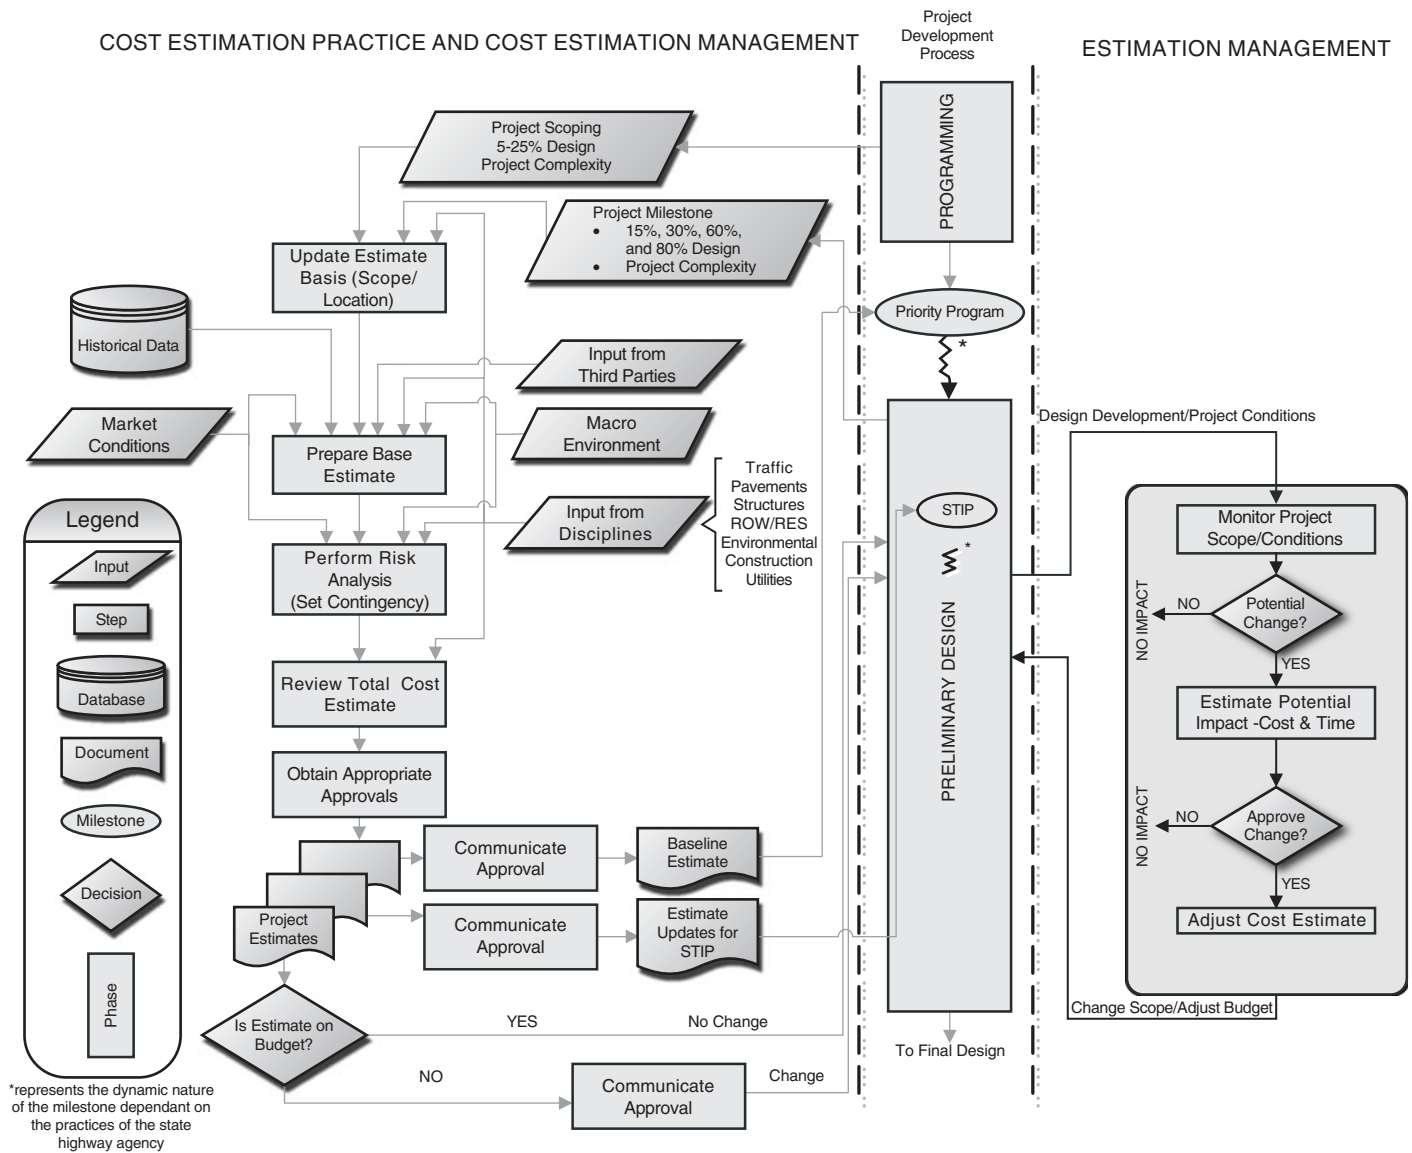 COST ESTIMATION PRACTICE AND COST ESTIMATION MANAGEMENT
Project
Development
Process
ESTIMATION MANAGEMENT
Project Scoping
5-25% Design
Project Complexity
PROGRAMMING
Project Milestone
• 15%, 30%, 60%,
and 80% Design
• Project Complexity
Update Estimate
Basis (Scope/
Location)
Priority Program
*
Historical Data
Input from
Third Parties
Market
Conditions
Macro
Environment
Design Development/Project Conditions
Prepare Base
Estimate
Traffic
Pavements
Structures
ROW/RES
Environmental
Construction
Utilities
Input from
Disciplines
STIP
*
PRELIMINARY DESIGN
Monitor Project
Scope/Conditions
Perform Risk
Analysis
(Set Contingency)
Potential
Change?
NO
NO IMPACT
YES
Review Total Cost
Estimate
Estimate Potential
Impact -Cost & Time
Obtain Appropriate
Approvals
Approve
Change?
NO
NO IMPACT
YES
Adjust Cost Estimate
Communicate
Approval
Baseline
Estimate
Project
Estimates
Communicate
Approval
Estimate
Updates for
STIP
Is Estimate on
Budget?
YES
No Change
Change Scope/Adjust Budget
To Final Design
NO
Communicate
Approval
Change
Legend
Input
Step
Database
Document
Milestone
Decision
Phase
*represents the dynamic nature
of the milestone dependant on
the practices of the state
highway agency